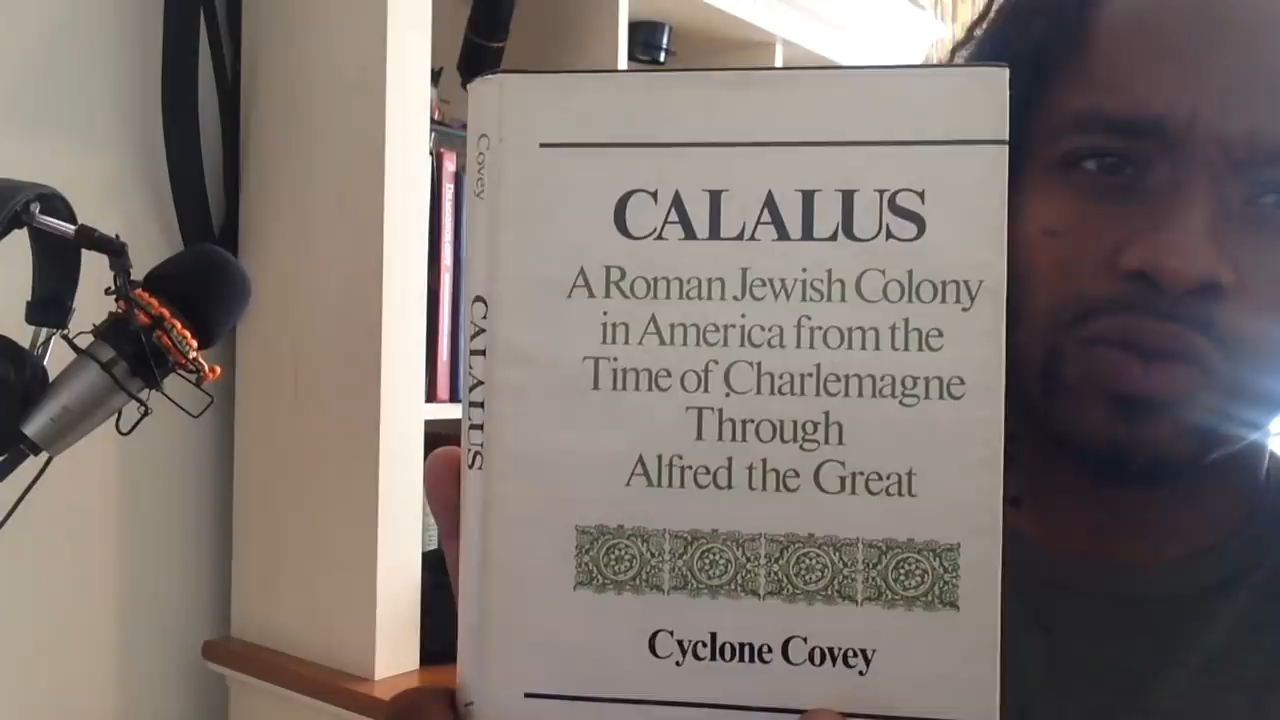 Covey
CALALUS
CALALUS
A Roman Jewish Colony
in America from the
Time of Charlemagne
Through
Alfred the Great
Cyclone Covey